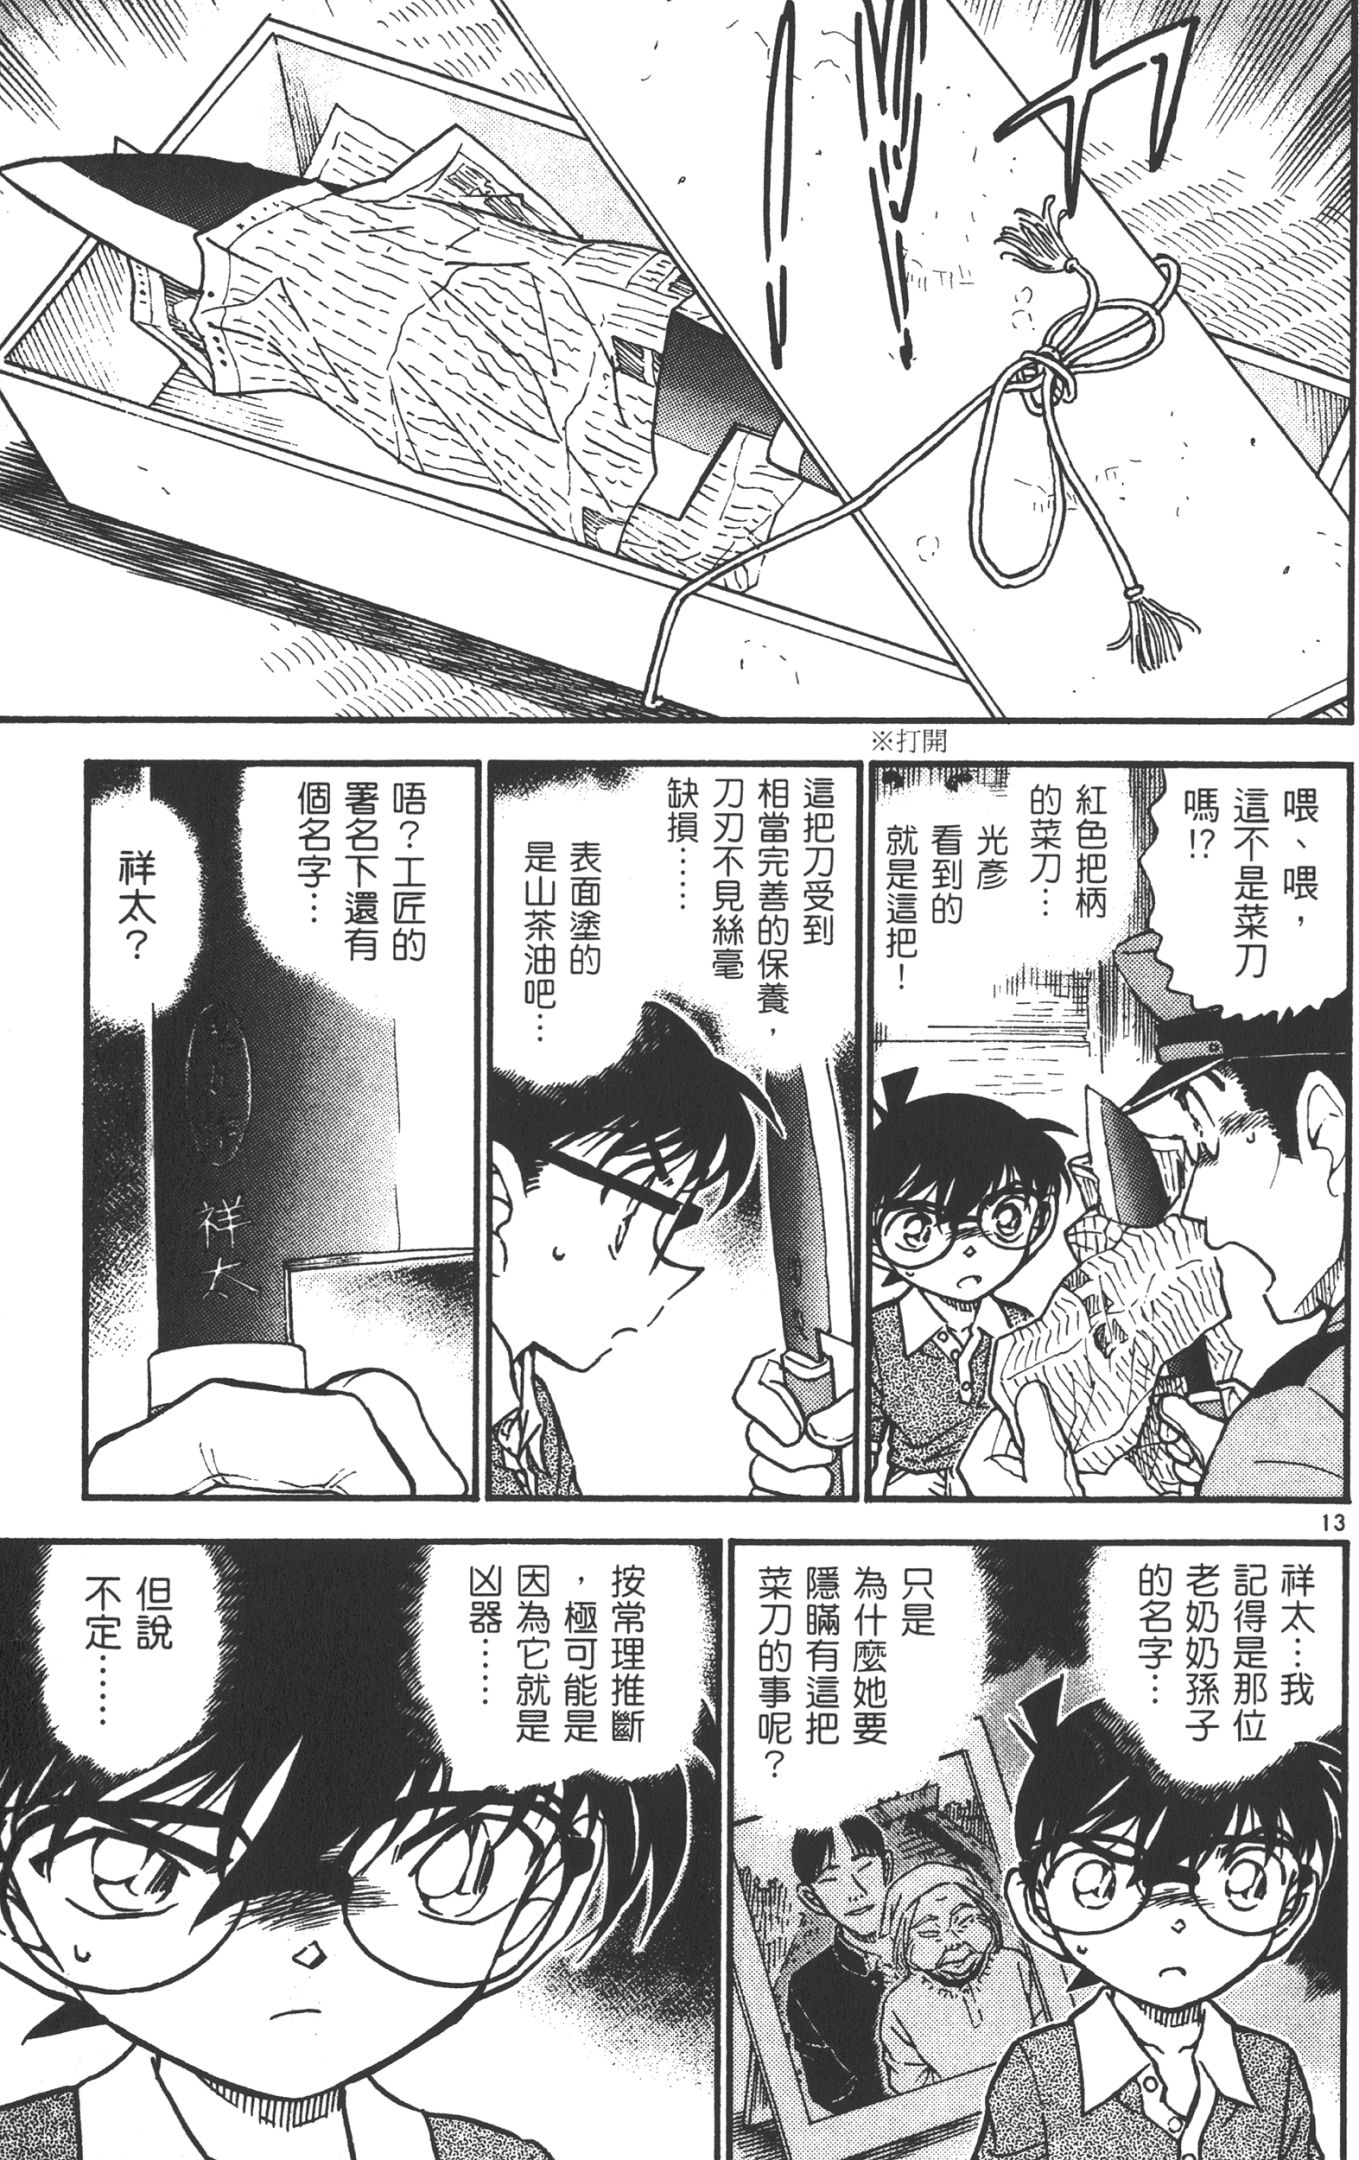 ガバッ
※打開
喂、喂，
這不是菜刀
嗎!?
紅色把柄
的菜刀…
光彥
看到的
就是這把！
這把刀受到
相當完善的保養，
刀刃不見絲毫
缺損……
表面塗的
是山茶油吧…
唔？工匠的
署名下還有
個名字…
祥太？
祥太
13
祥太…我
記得是那位
老奶奶孫子
的名字…
只是
為什麼她要
隱瞞有這把
菜刀的事呢？
按常理推斷
，極可能是
因為它就是
凶器……
但說
不定……